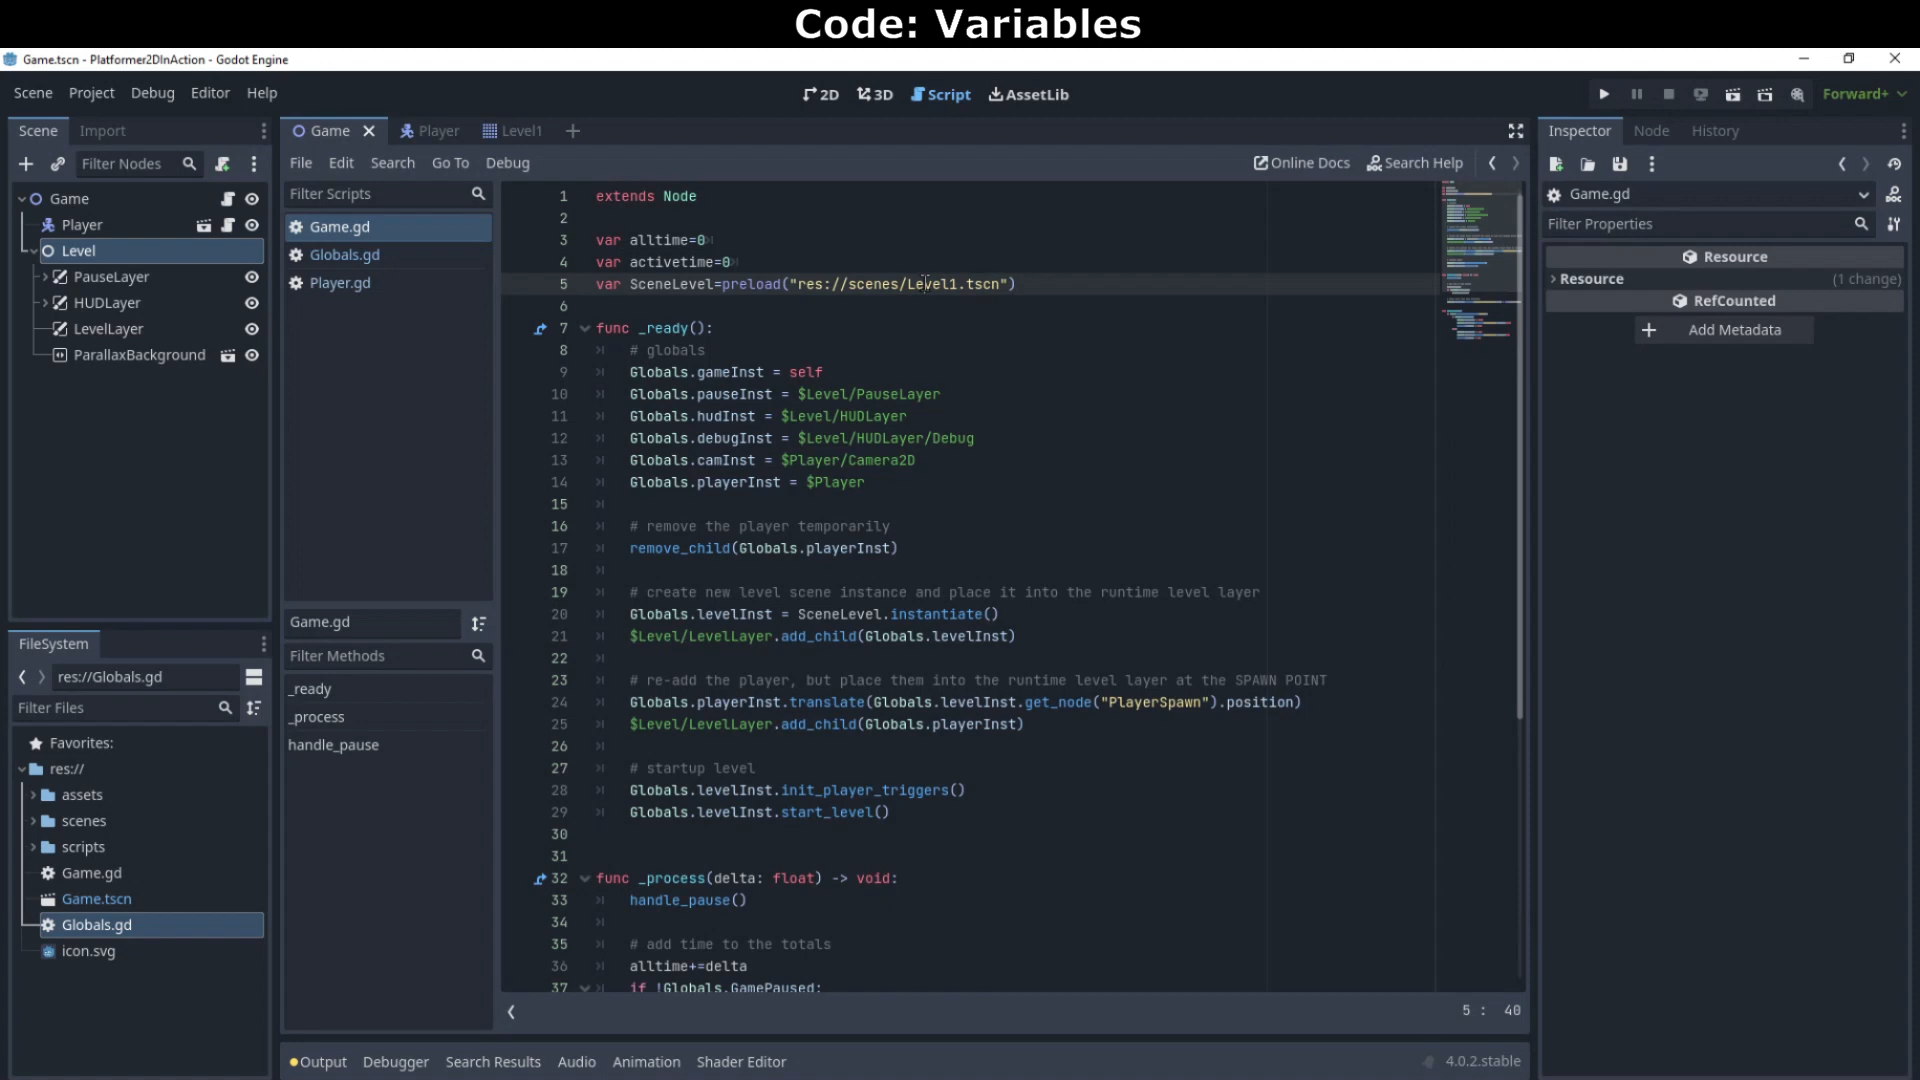 Code: Variables
Game.tscn - Platformer2DInAction - Godot Engine
Scene Project Debug Editor Help
2D 3D Script AssetLib
Forward+
Scene Import
Game Player Level1
Inspector Node History
Filter Nodes
File Edit Search Go To Debug
Online Docs Search Help
Game
Player
Level
PauseLayer
HUDLayer
LevelLayer
ParallaxBackground
Filter Scripts
Game.gd
Globals.gd
Player.gd
Game.gd
Filter Methods
_ready
_process
handle_pause
FileSystem
res://Globals.gd
Filter Files
Favorites:
res://
assets
scenes
scripts
Game.gd
Game.tscn
Globals.gd
icon.svg
1 extends Node
2
3 var alltime=0
4 var activetime=0
5 var SceneLevel=preload("res://scenes/Level1.tscn")
6
7 func _ready():
8 # globals
9 Globals.gameInst = self
10 Globals.pauseInst = $Level/PauseLayer
11 Globals.hudInst = $Level/HUDLayer
12 Globals.debugInst = $Level/HUDLayer/Debug
13 Globals.camInst = $Player/Camera2D
14 Globals.playerInst = $Player
15
16 # remove the player temporarily
17 remove_child(Globals.playerInst)
18
19 # create new level scene instance and place it into the runtime level layer
20 Globals.levelInst = SceneLevel.instantiate()
21 $Level/LevelLayer.add_child(Globals.levelInst)
22
23 # re-add the player, but place them into the runtime level layer at the SPAWN POINT
24 Globals.playerInst.translate(Globals.levelInst.get_node("PlayerSpawn").position)
25 $Level/LevelLayer.add_child(Globals.playerInst)
26
27 # startup level
28 Globals.levelInst.init_player_triggers()
29 Globals.levelInst.start_level()
30
31
32 func _process(delta: float) -> void:
33 handle_pause()
34
35 # add time to the totals
36 alltime+=delta
37 if !Globals.GamePaused:
5 : 40
Game.gd
Filter Properties
Resource
Resource (1 change)
RefCounted
Add Metadata
Output Debugger Search Results Audio Animation Shader Editor
4.0.2.stable